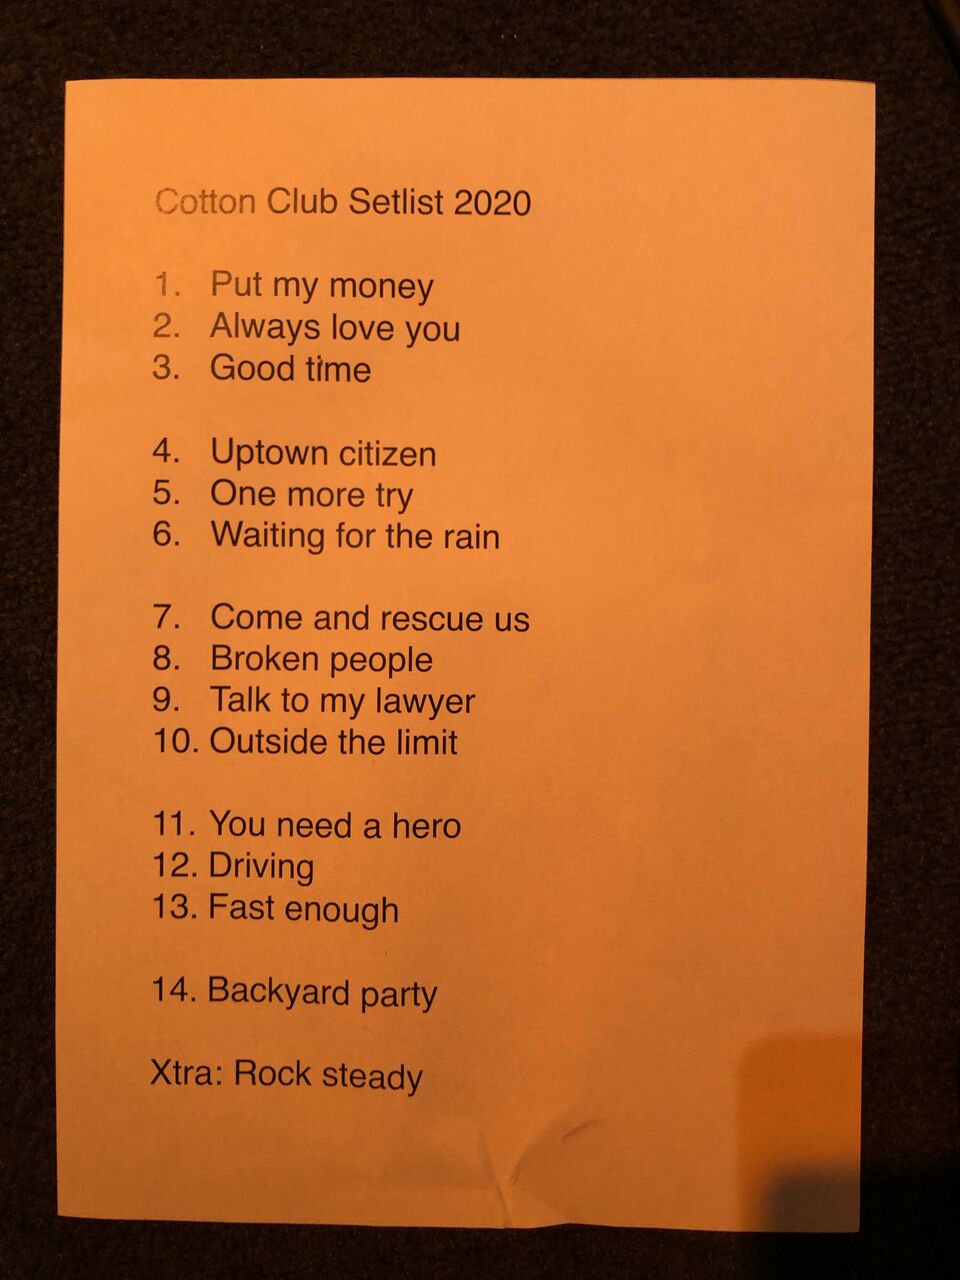 Cotton Club Setlist 2020
1. Put my money
2. Always love you
3. Good time
4. Uptown citizen
5. One more try
6. Waiting for the rain
7. Come and rescue us
8. Broken people
9. Talk to my lawyer
10. Outside the limit
11. You need a hero
12. Driving
13. Fast enough
14. Backyard party
Xtra: Rock steady